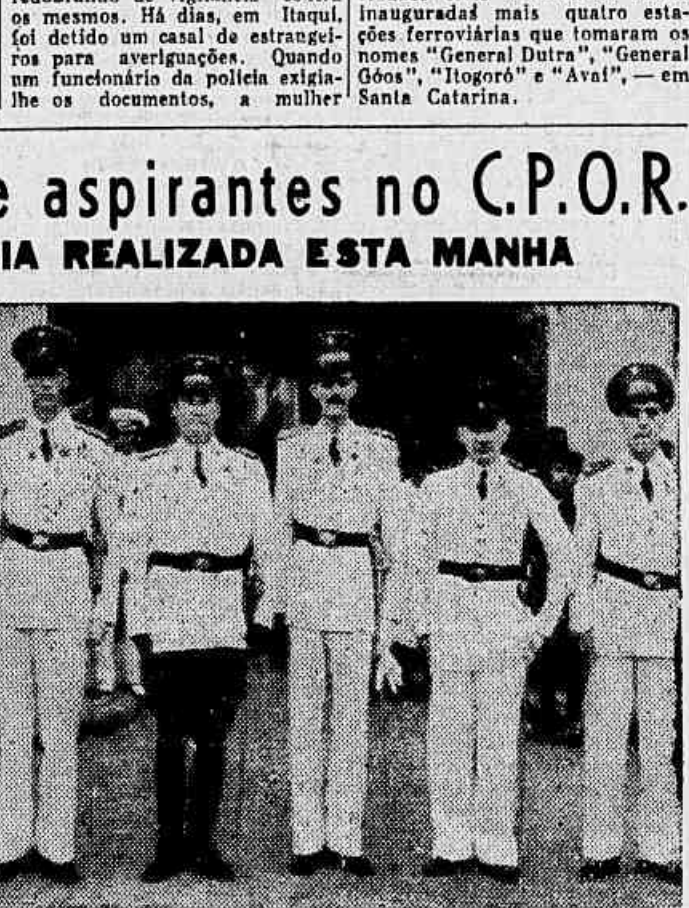 os mesmos. Há dias, em Itaquí,
foi detido um casal de estrangei-
ros para averiguações. Quando
um funcionário da polícia exigia-
lhe os documentos, a mulher
inauguradas mais quatro esta-
ções ferroviárias que tomaram os
nomes "General Dutra", "General
Góos", "Itogoró" e "Avaí", — em
Santa Catarina.
e aspirantes no C.P.O.R.
IA REALIZADA ESTA MANHÃ